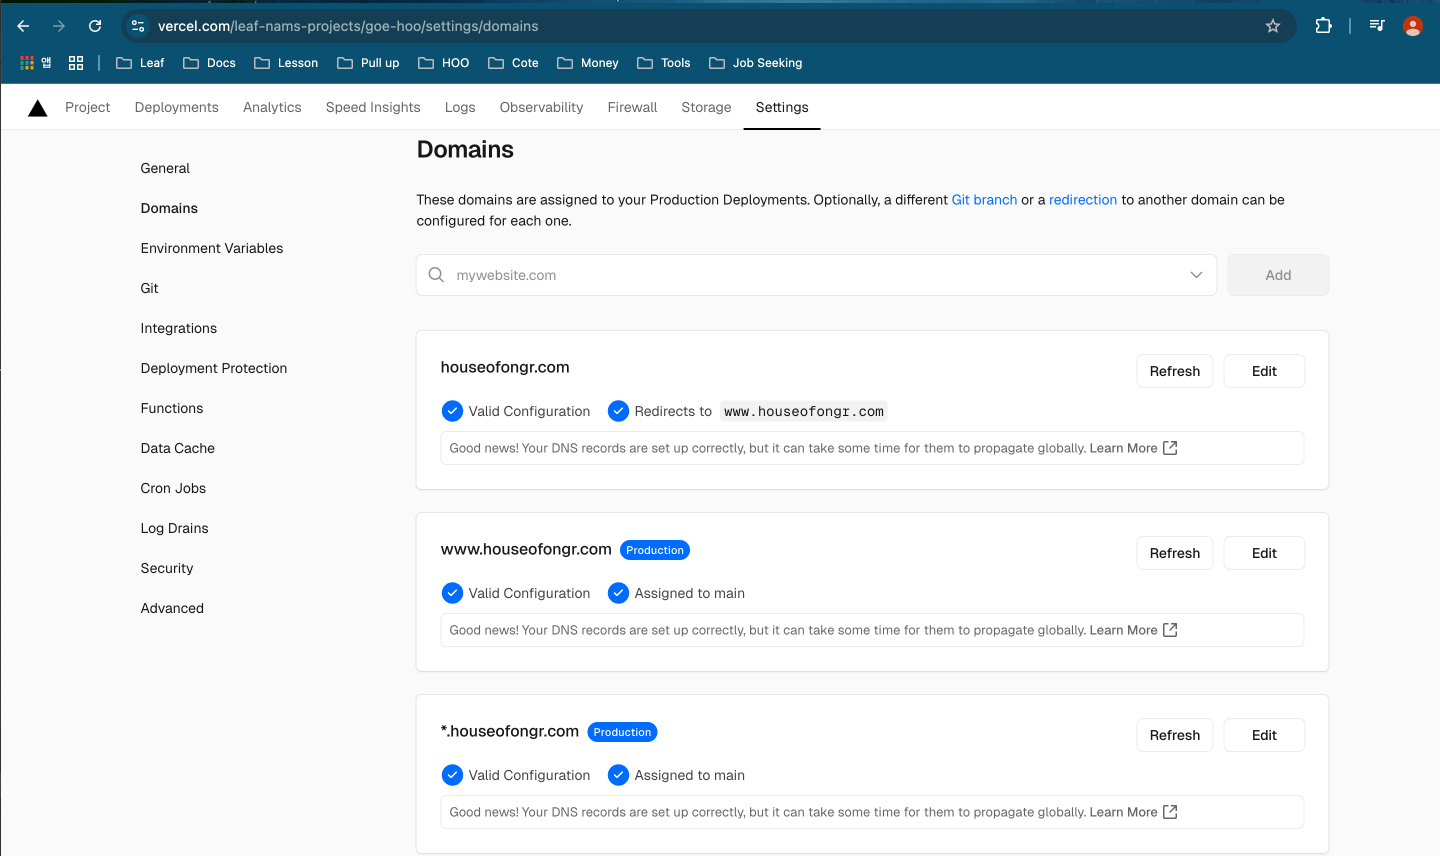 vercel.com/leaf-nams-projects/goe-hoo/settings/domains
앱 Leaf Docs Lesson Pull up HOO Cote Money Tools Job Seeking
Project Deployments Analytics Speed Insights Logs Observability Firewall Storage Settings
General
Domains
Environment Variables
Git
Integrations
Deployment Protection
Functions
Data Cache
Cron Jobs
Log Drains
Security
Advanced
Domains
These domains are assigned to your Production Deployments. Optionally, a different Git branch or a redirection to another domain can be
configured for each one.
mywebsite.com Add
houseofongr.com Refresh Edit
Valid Configuration Redirects to www.houseofongr.com
Good news! Your DNS records are set up correctly, but it can take some time for them to propagate globally. Learn More
www.houseofongr.com Production Refresh Edit
Valid Configuration Assigned to main
Good news! Your DNS records are set up correctly, but it can take some time for them to propagate globally. Learn More
*.houseofongr.com Production Refresh Edit
Valid Configuration Assigned to main
Good news! Your DNS records are set up correctly, but it can take some time for them to propagate globally. Learn More